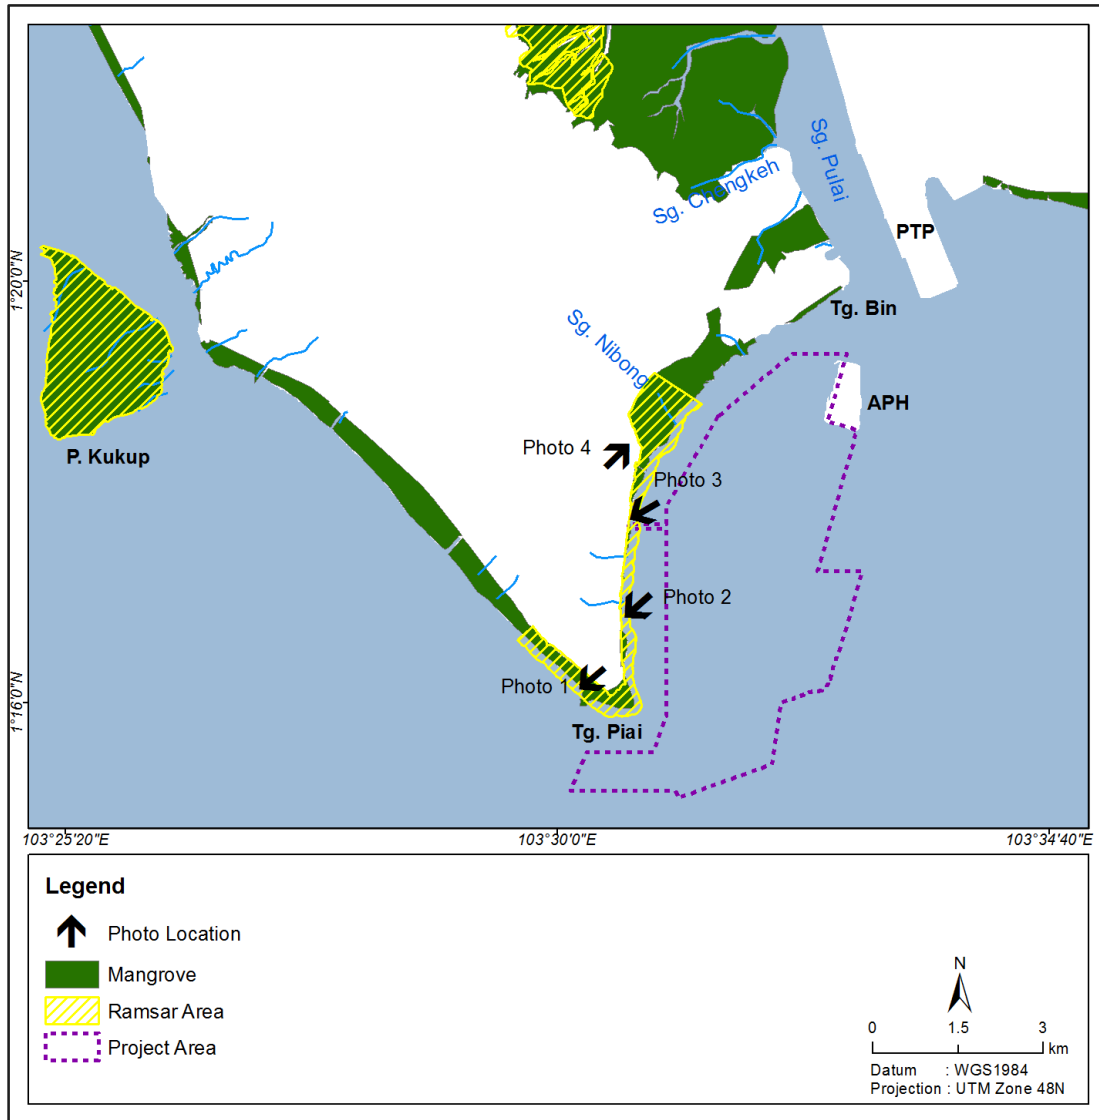 Sg. Pulai
Sg. Chengkeh
PTP
1°20'0"N
Tg. Bin
Sg. Nibong
APH
Photo 4
P. Kukup
Photo 3
Photo 2
Photo 1
1°16'0"N
Tg. Piai
103°25'20"E
103°30'0"E
103°34'40"E
Legend
Photo Location
Mangrove
Ramsar Area
Project Area
N
0 1.5 3
km
Datum : WGS1984
Projection : UTM Zone 48N